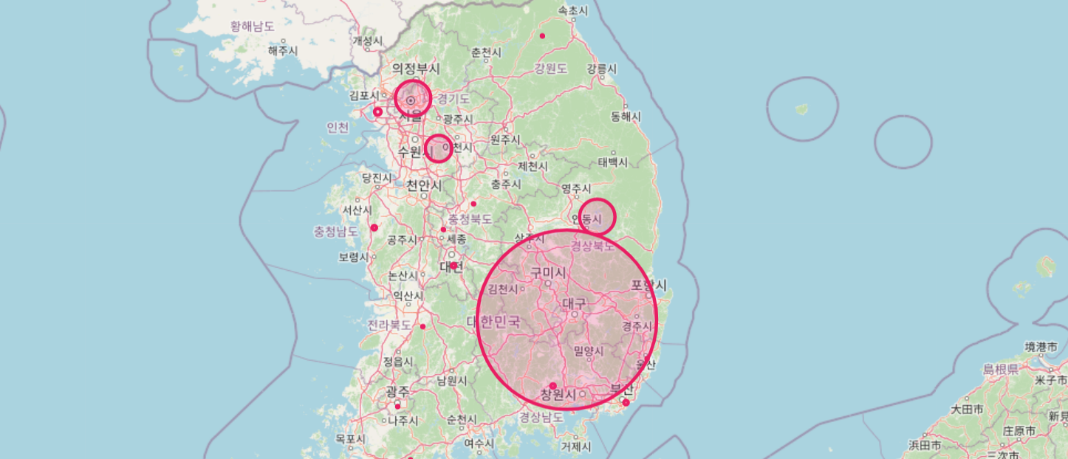 속초시
황해남도
개성시
해주시
춘천시
의정부시
강원도
강릉시
김포시
경기도
서울
광주시
동해시
인천
수원시
원주시
태백시
제천시
당진시
천안시
충주시
영주시
서산시
충청북도
안동시
충청남도
공주시
세종
상주시
경상북도
보령시
대전
구미시
논산시
김천시
포항시
익산시
대구
전라북도
대한민국
경주시
境港市
정읍시
밀양시
울산
島根県
米子市
남원시
광주
창원시
부산
大田市
나주시
순천시
경상남도
庄原市
목포시
여수시
거제시
浜田市
三次市